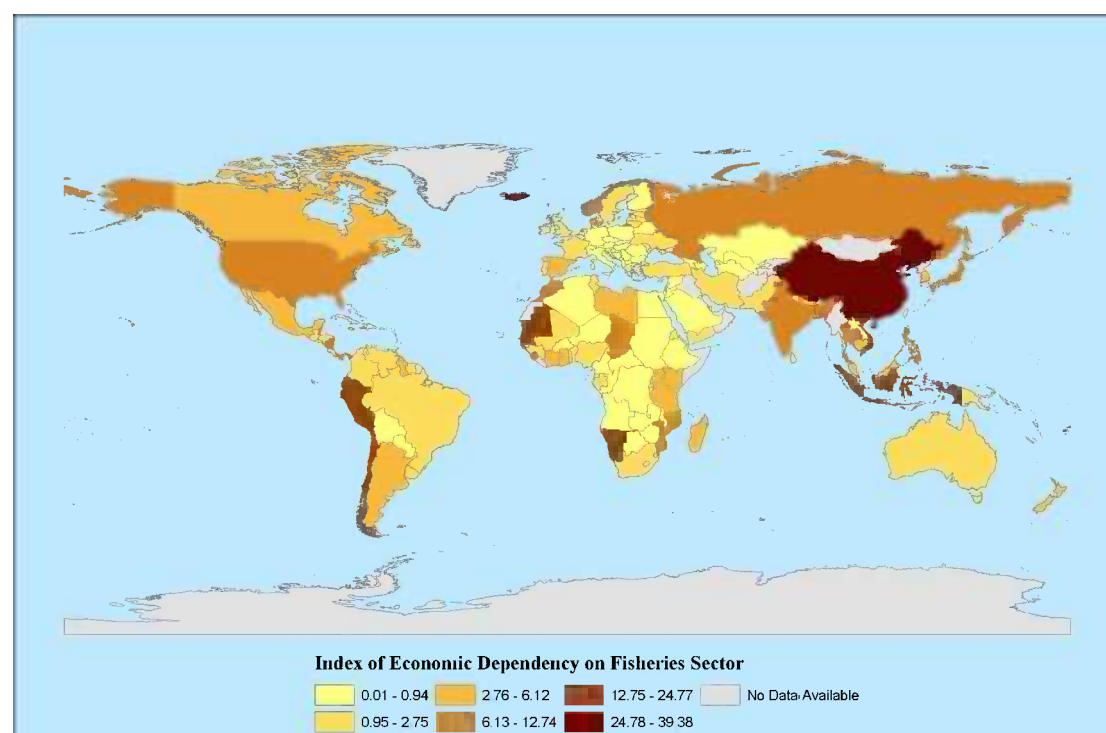 Index of Economic Dependency on Fisheries Sector
0.01 - 0.94 2.76 - 6.12 12.75 - 24.77 No Data Available
0.95 - 2.75 6.13 - 12.74 24.78 - 39.38